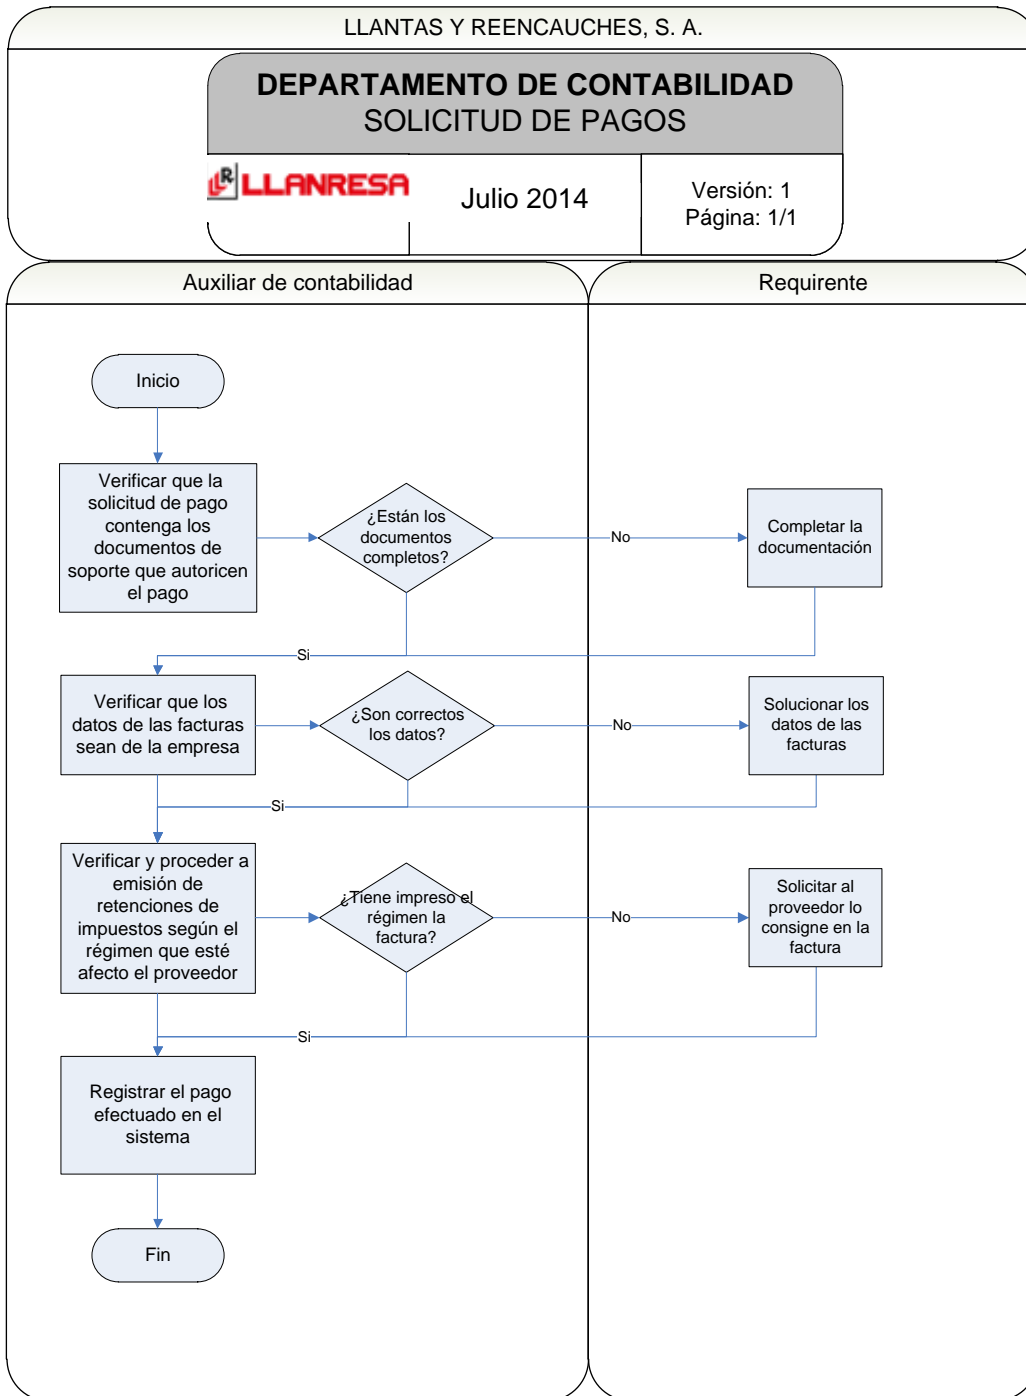 LLANTAS Y REENCAUCHES, S. A.
DEPARTAMENTO DE CONTABILIDAD
SOLICITUD DE PAGOS
R LLANRESA
Julio 2014
Versión: 1
Página: 1/1
Auxiliar de contabilidad
Requirente
Inicio
Verificar que la
solicitud de pago
contenga los
documentos de
soporte que autoricen
el pago
¿Están los
documentos
completos?
No
Completar la
documentación
Si
Verificar que los
datos de las facturas
sean de la empresa
¿Son correctos
los datos?
No
Solucionar los
datos de las
facturas
Si
Verificar y proceder a
emisión de
retenciones de
impuestos según el
régimen que esté
afecto el proveedor
¿Tiene impreso el
régimen la
factura?
No
Solicitar al
proveedor lo
consigne en la
factura
Si
Registrar el pago
efectuado en el
sistema
Fin